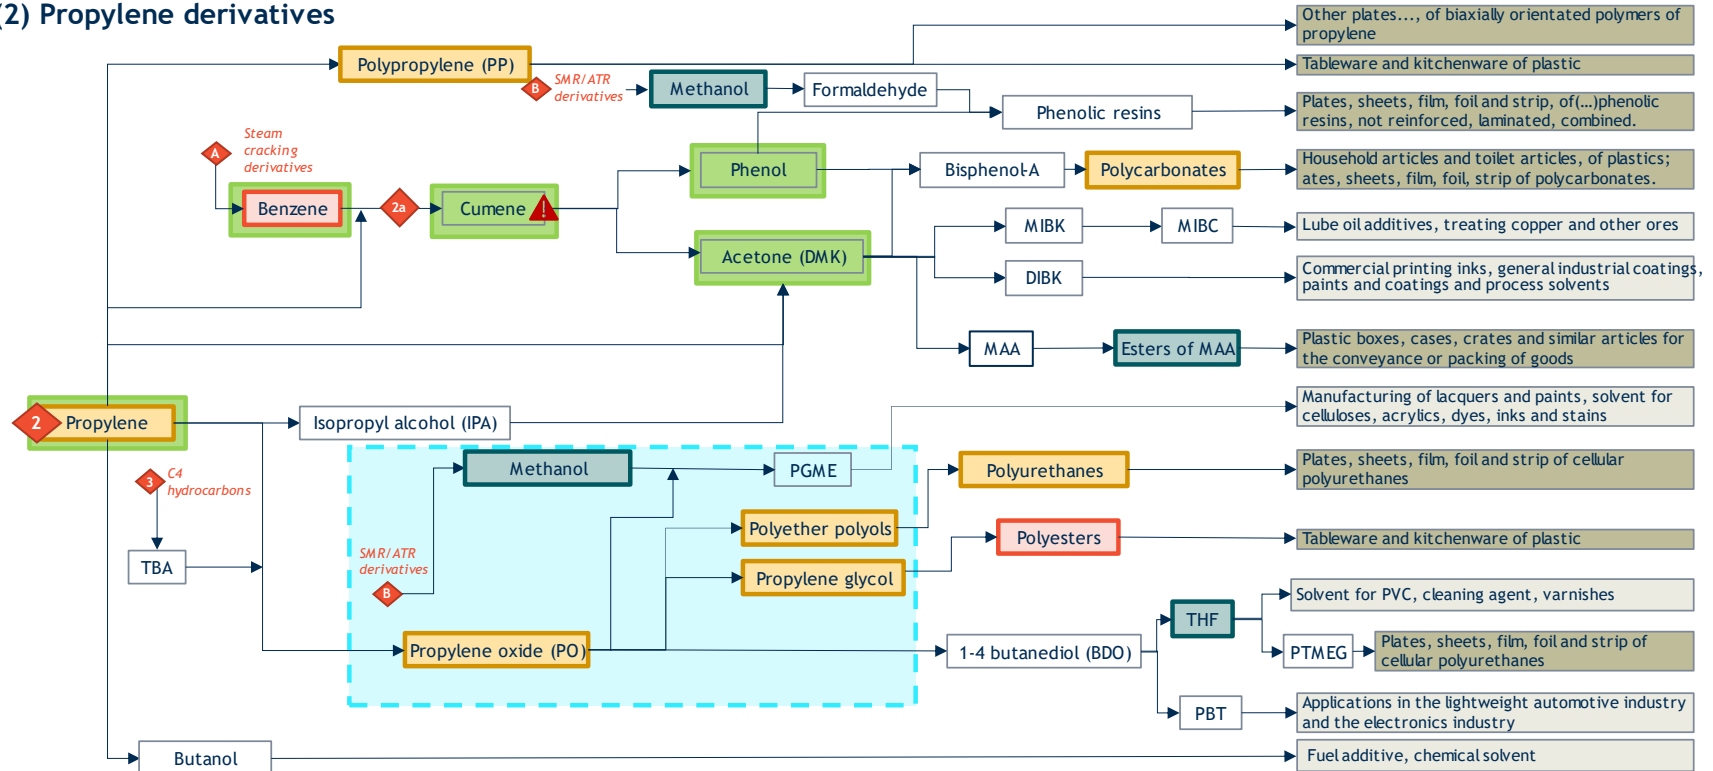 (2) Propylene derivatives
Other plates..., of biaxially orientated polymers of
propylene
Polypropylene (PP)
Tableware and kitchenware of plastic
B
SMR/ATR
derivatives
Methanol
Formaldehyde
Phenolic resins
Plates, sheets, film, foil and strip, of(...)phenolic
resins, not reinforced, laminated, combined.
A
Steam
cracking
derivatives
Phenol
Bisphenol-A
Polycarbonates
Household articles and toilet articles, of plastics;
ates, sheets, film, foil, strip of polycarbonates.
Benzene
2a
Cumene
!
MIBK
MIBC
Lube oil additives, treating copper and other ores
Acetone (DMK)
DIBK
Commercial printing inks, general industrial coatings,
paints and coatings and process solvents
MAA
Esters of MAA
Plastic boxes, cases, crates and similar articles for
the conveyance or packing of goods
2
Propylene
Isopropyl alcohol (IPA)
Manufacturing of lacquers and paints, solvent for
celluloses, acrylics, dyes, inks and stains
3
C4
hydrocarbons
Methanol
PGME
Polyurethanes
Plates, sheets, film, foil and strip of cellular
polyurethanes
Polyether polyols
Polyesters
Tableware and kitchenware of plastic
TBA
SMR/ATR
derivatives
B
Propylene glycol
Solvent for PVC, cleaning agent, varnishes
THF
Propylene oxide (PO)
1-4 butanediol (BDO)
PTMEG
Plates, sheets, film, foil and strip of
cellular polyurethanes
PBT
Applications in the lightweight automotive industry
and the electronics industry
Butanol
Fuel additive, chemical solvent